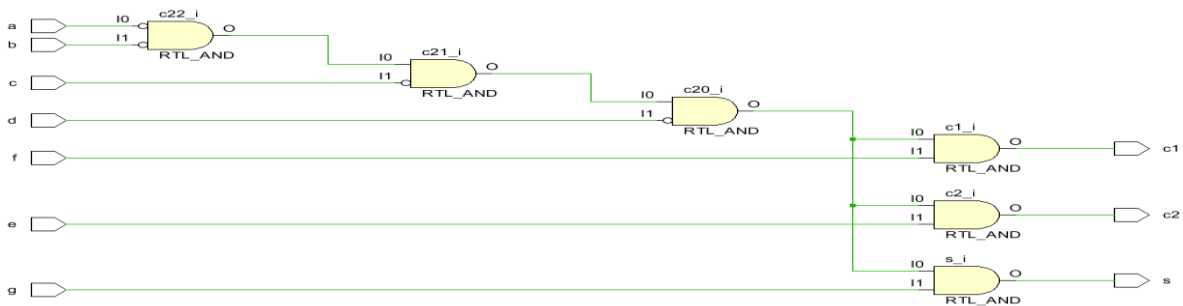 c22_i
a I0 O
b I1
RTL_AND
c21_i
I0 O
c I1
RTL_AND
c20_i
I0 O
d I1
RTL_AND
c1_i
I0 O c1
f I1
RTL_AND
c2_i
I0 O c2
e I1
RTL_AND
s_i
I0 O s
g I1
RTL_AND